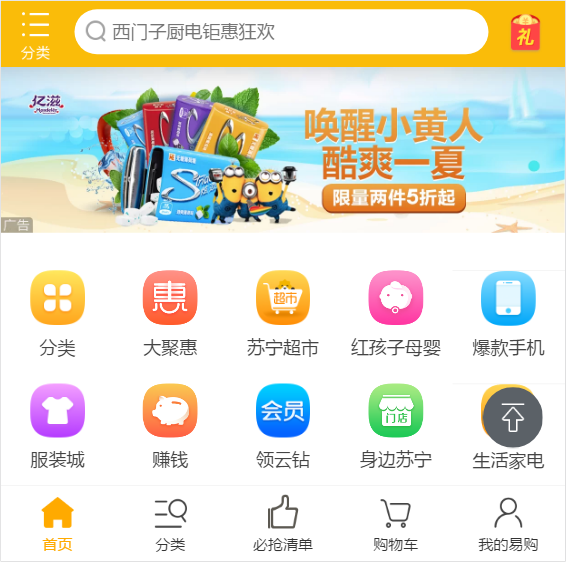 分类
西门子厨电钜惠狂欢
礼
亿滋
Mondelēz
唤醒小黄人
酷爽一夏
限量两件5折起
广告
惠
超市
分类
大聚惠
苏宁超市
红孩子母婴
爆款手机
会员
门店
服装城
赚钱
领云钻
身边苏宁
生活家电
首页
分类
必抢清单
购物车
我的易购